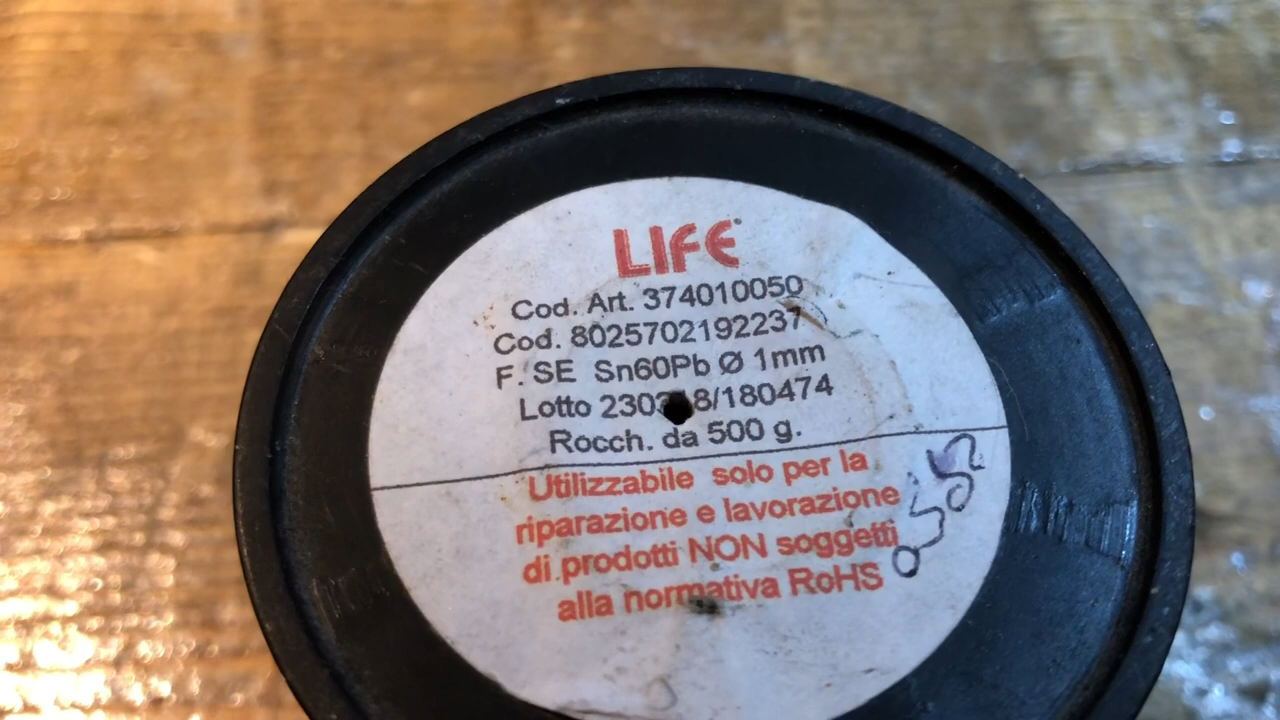 LIFE
Cod. Art. 374010050
Cod. 8025702192237
F. SE Sn60Pb Ø 1mm
Lotto
Rocch. da 500 g.
Utilizzabile solo per la
riparazione e lavorazione
di prodotti NON soggetti
alla normativa RoHS